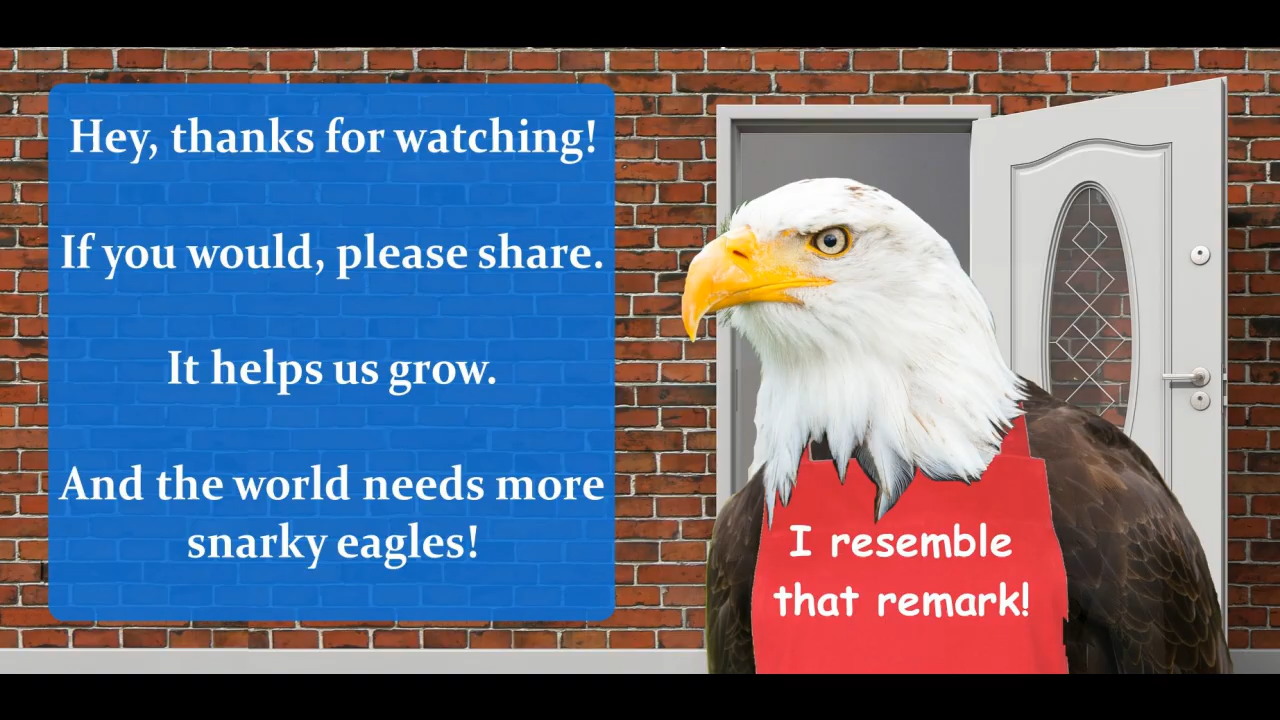 Hey, thanks for watching!
If you would, please share.
It helps us grow.
And the world needs more
snarky eagles!
I resemble
that remark!